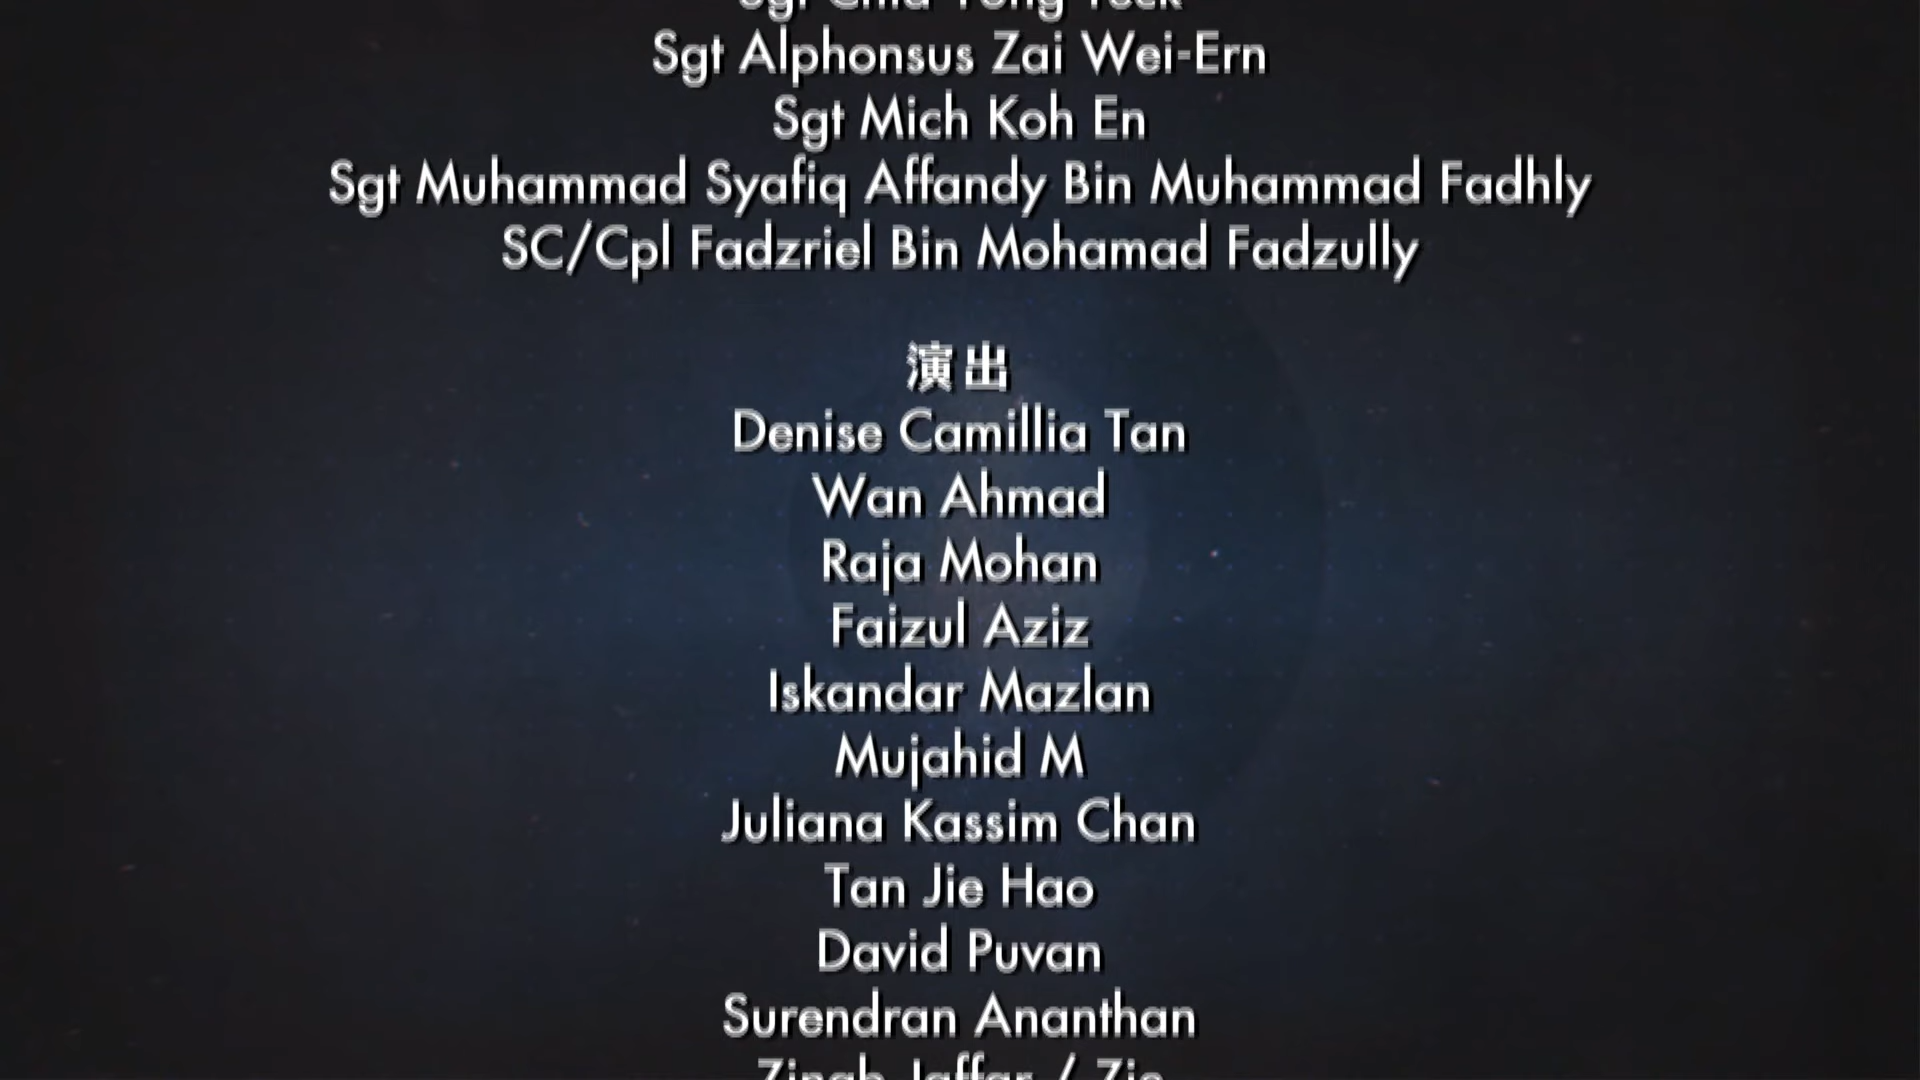 Sgt Alphonsus Zai Wei-Ern
Sgt Mich Koh En
Sgt Muhammad Syafiq Affandy Bin Muhammad Fadhly
SC/Cpl Fadzriel Bin Mohamad Fadzully
演出
Denise Camillia Tan
Wan Ahmad
Raja Mohan
Faizul Aziz
Iskandar Mazlan
Mujahid M
Juliana Kassim Chan
Tan Jie Hao
David Puvan
Surendran Ananthan